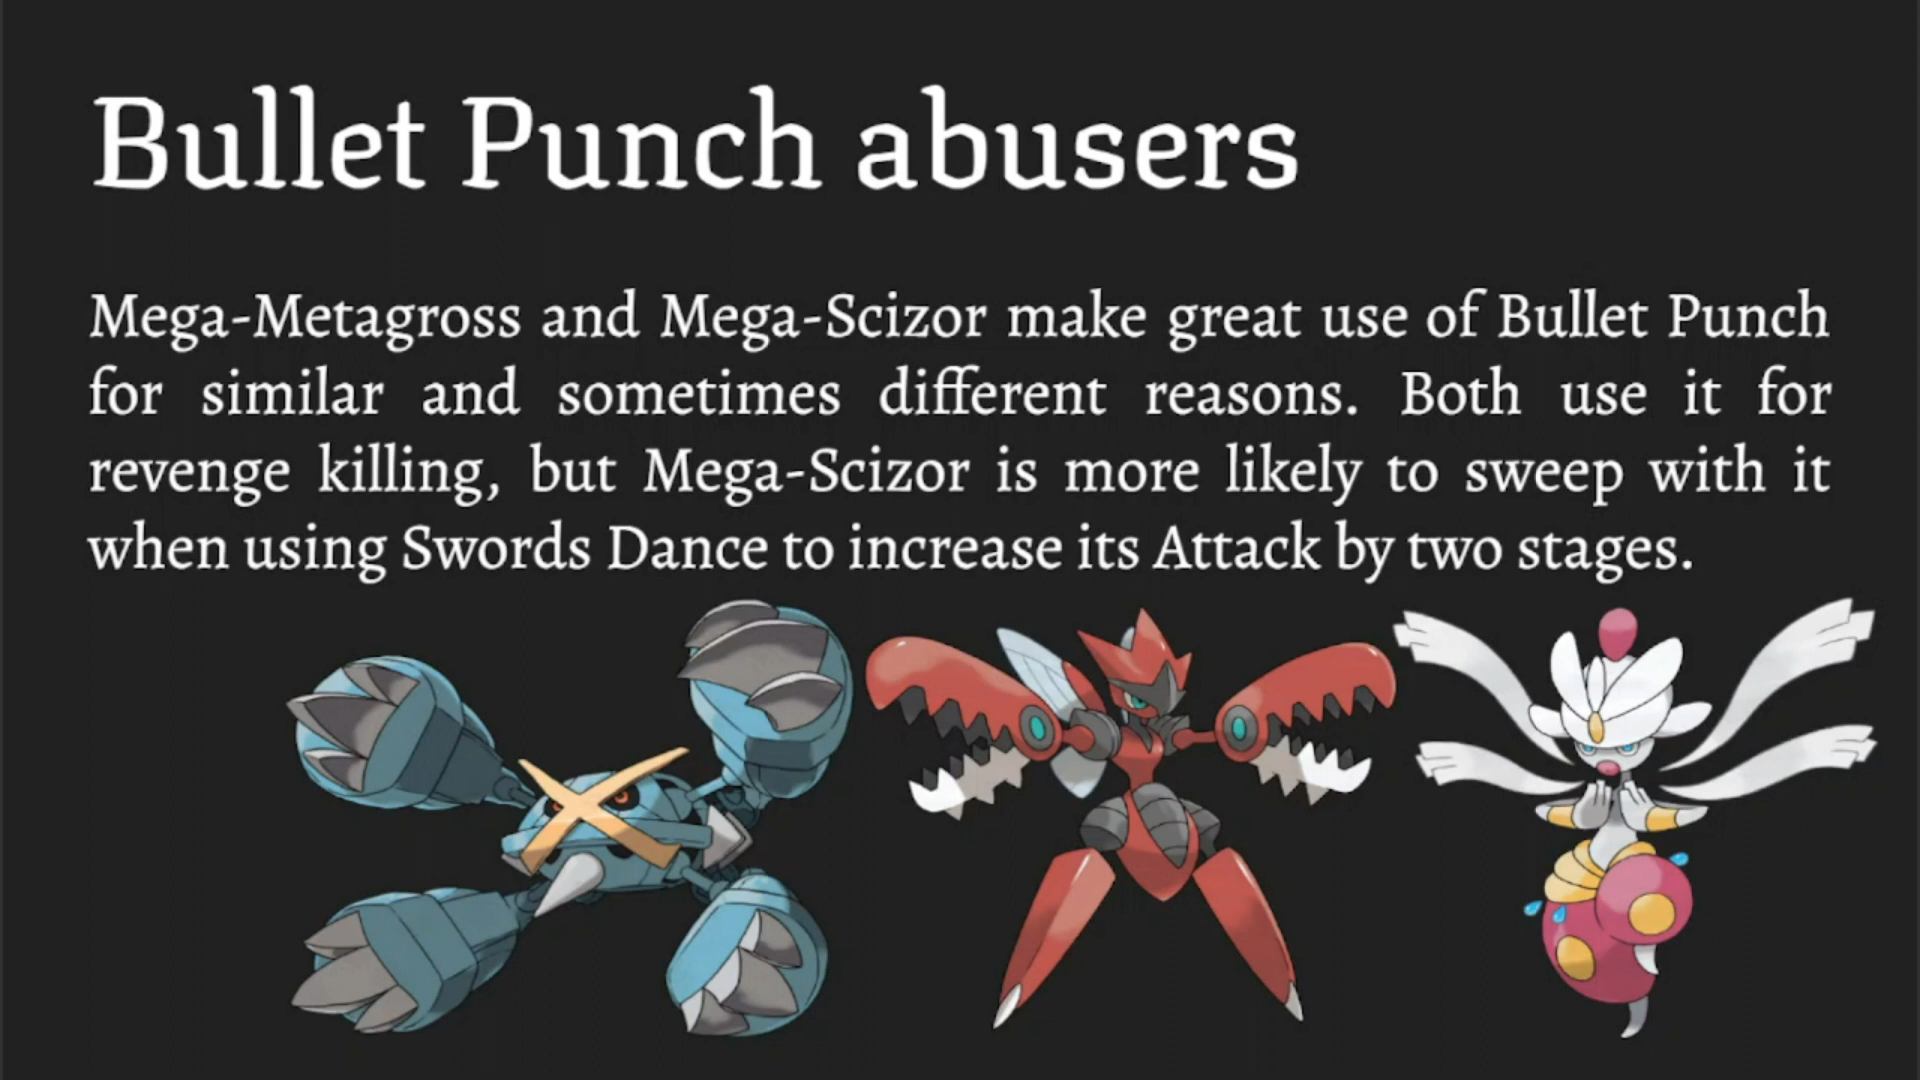 Bullet Punch abusers
Mega-Metagross and Mega-Scizor make great use of Bullet Punch
for similar and sometimes different reasons. Both use it for
revenge killing, but Mega-Scizor is more likely to sweep with it
when using Swords Dance to increase its Attack by two stages.